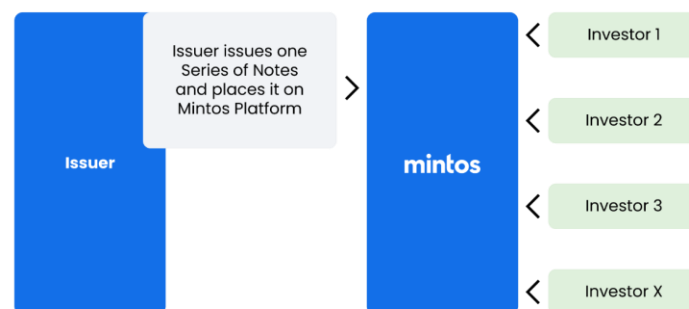 Issuer
Issuer issues one
Series of Notes
and places it on
Mintos Platform
mintos
Investor 1
Investor 2
Investor 3
Investor X